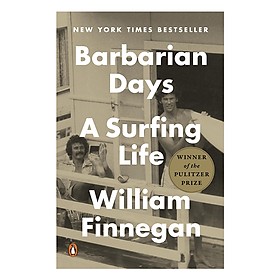 NEW YORK TIMES BESTSELLER
Barbarian
Days
A Surfing
Life
WINNER
of the
PULITZER
PRIZE
William
Finnegan